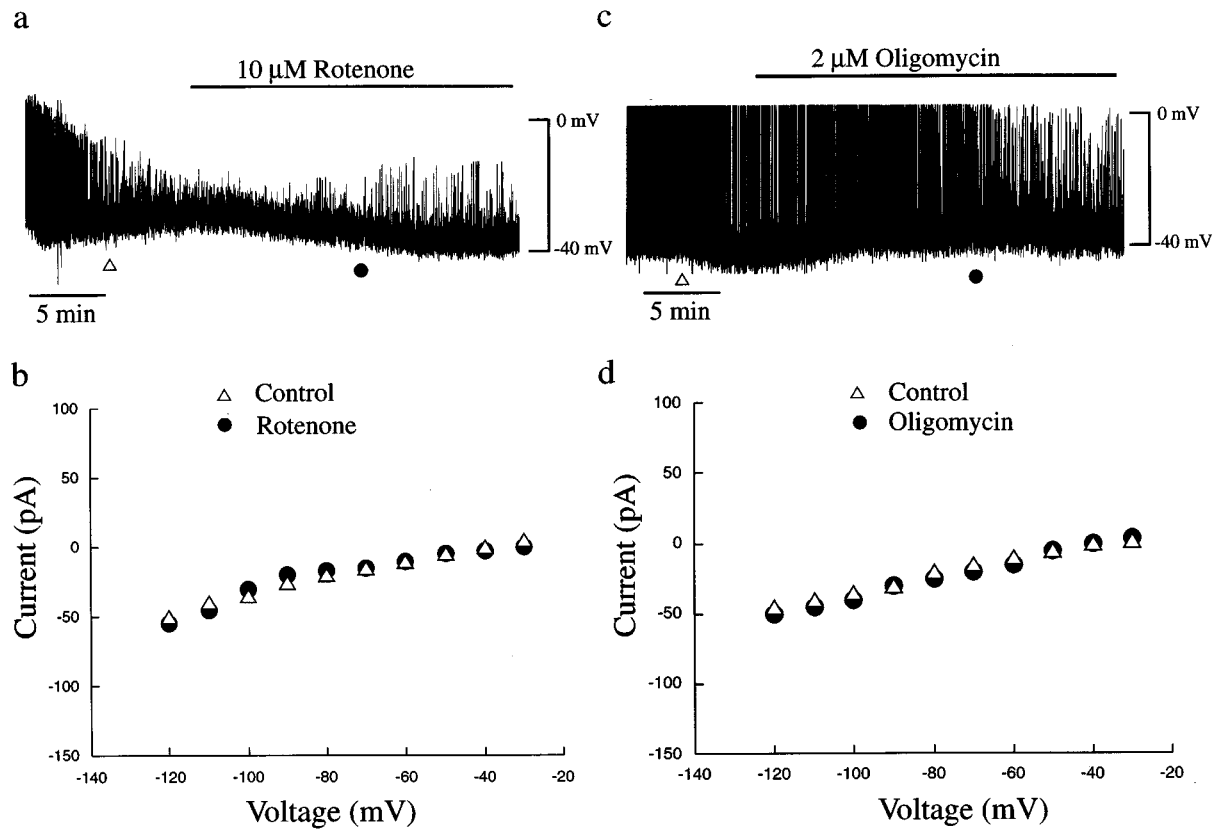 a
10 µM Rotenone
0 mV
-40 mV
5 min
c
2 µM Oligomycin
0 mV
-40 mV
5 min
b
Control
Rotenone
100
50
0
-50
-100
-150
Current (pA)
-140
-120
-100
-80
-60
-40
-20
Voltage (mV)
d
Control
Oligomycin
100
50
0
-50
-100
-150
Current (pA)
-140
-120
-100
-80
-60
-40
-20
Voltage (mV)